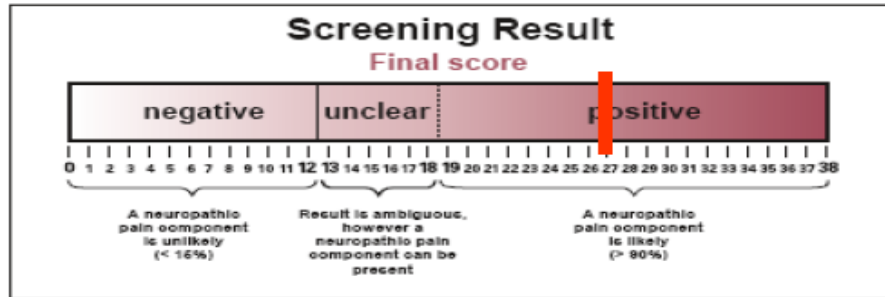 Screening Result
Final score
negative unclear positive
0 1 2 3 4 5 6 7 8 9 10 11 12 13 14 15 16 17 18 19 20 21 22 23 24 25 26 27 28 29 30 31 32 33 34 35 36 37 38
A neuropathic
pain component
is unlikely
(< 15%)
Result is ambiguous,
however a
neuropathic pain
component can be
present
A neuropathic
pain component
is likely
(> 90%)